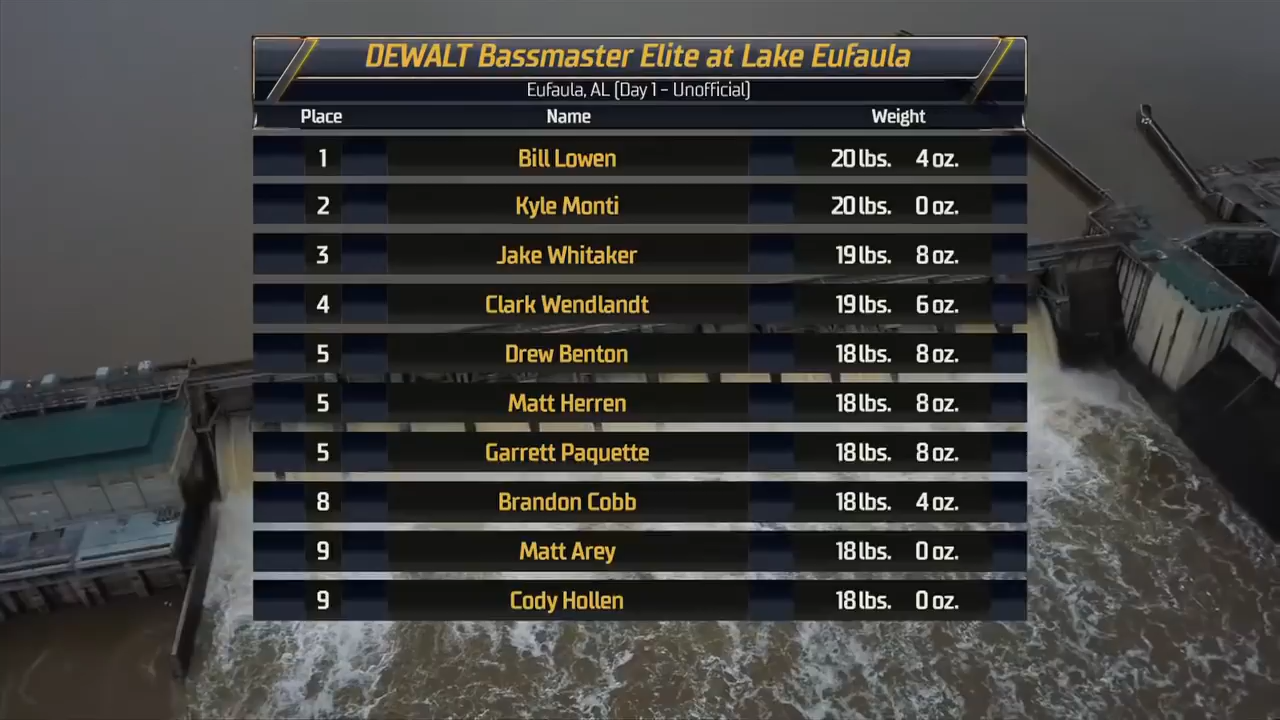 DEWALT Bassmaster Elite at Lake Eufaula
Eufaula, AL (Day 1 - Unofficial)
Place Name Weight
1 Bill Lowen 20 lbs. 4 oz.
2 Kyle Monti 20 lbs. 0 oz.
3 Jake Whitaker 19 lbs. 8 oz.
4 Clark Wendlandt 19 lbs. 6 oz.
5 Drew Benton 18 lbs. 8 oz.
5 Matt Herren 18 lbs. 8 oz.
5 Garrett Paquette 18 lbs. 8 oz.
8 Brandon Cobb 18 lbs. 4 oz.
9 Matt Arey 18 lbs. 0 oz.
9 Cody Hollen 18 lbs. 0 oz.